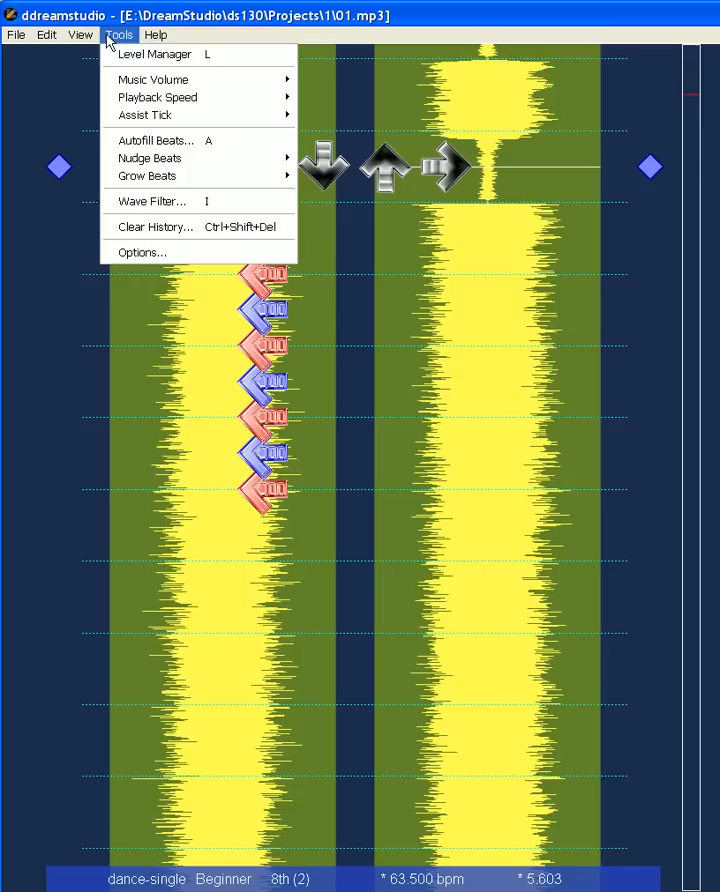 ddreamstudio - [E:\DreamStudio\ds130\Projects\1\01.mp3]
File Edit View Tools Help
Level Manager L
Music Volume
Playback Speed
Assist Tick
Autofill Beats... A
Nudge Beats
Grow Beats
Wave Filter... I
Clear History... Ctrl+Shift+Del
Options...
dance-single Beginner 8th (2) * 63.500 bpm * 5.603